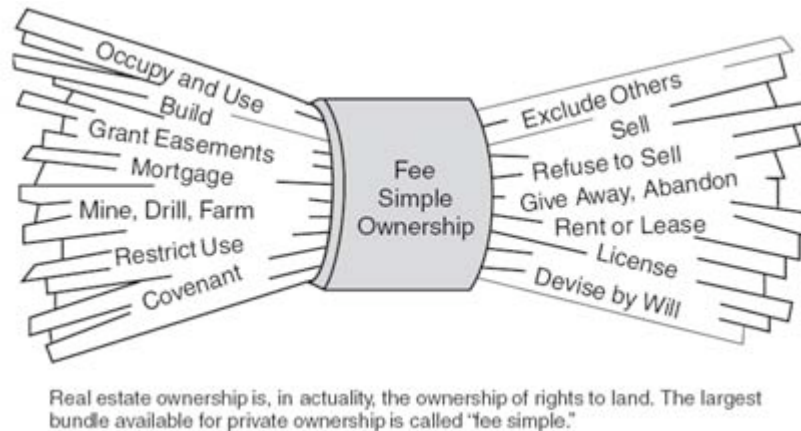 Occupy and Use
Build
Grant Easements
Mortgage
Mine, Drill, Farm
Restrict Use
Covenant
Fee
Simple
Ownership
Exclude Others
Sell
Refuse to Sell
Give Away, Abandon
Rent or Lease
License
Devise by Will
Real estate ownership is, in actuality, the ownership of rights to land. The largest
bundle available for private ownership is called “fee simple.”